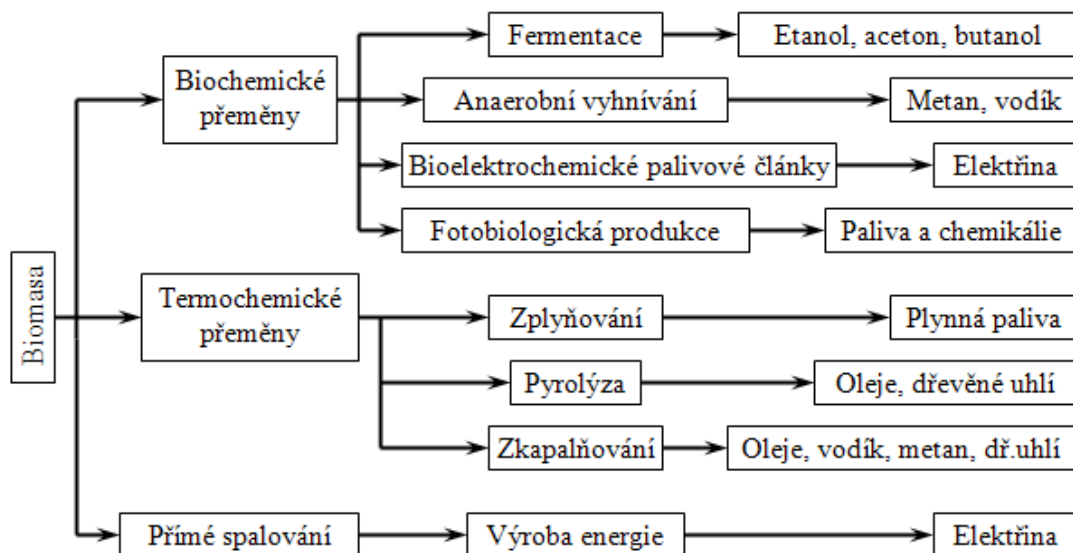 Fermentace
Etanol, aceton, butanol
Biochemické
přeměny
Anaerobní vyhnívání
Metan, vodík
Bioelektrochemické palivové články
Elektřina
Fotobiologická produkce
Paliva a chemikálie
Biomasa
Termochemické
přeměny
Zplyňování
Plynná paliva
Pyrolýza
Oleje, dřevěné uhlí
Zkapalňování
Oleje, vodík, metan, dř.uhlí
Přímé spalování
Výroba energie
Elektřina